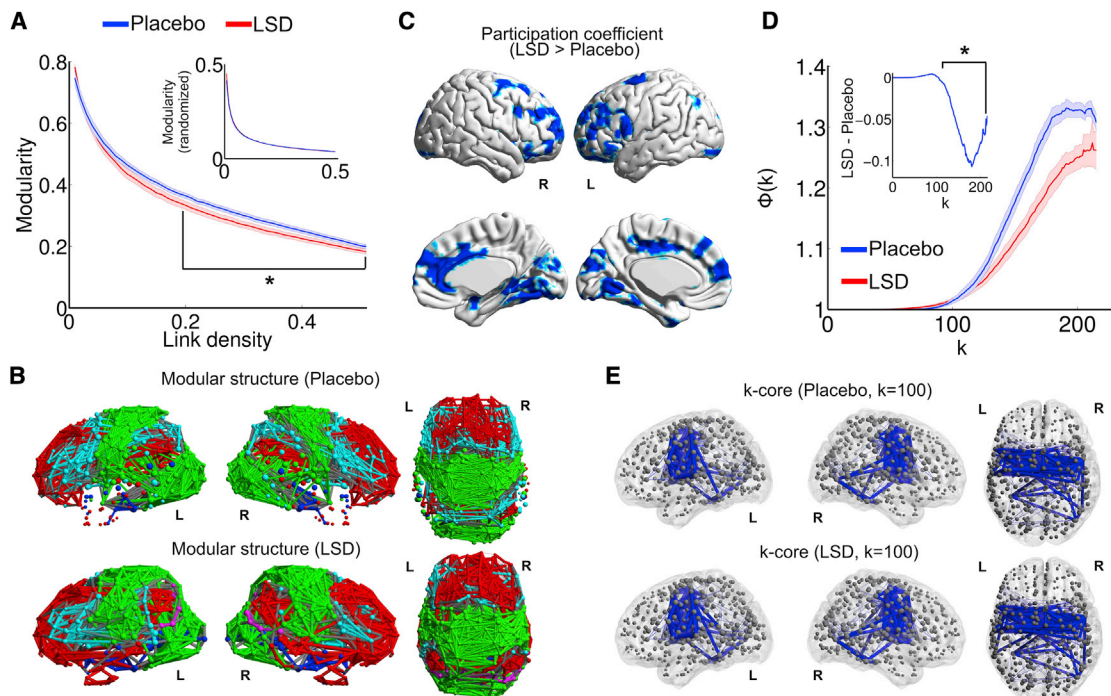 A
Placebo
LSD
0.8
0.6
0.4
0.2
0
Modularity
0
0.2
0.4
Link density
0.5
0
Modularity
(randomized)
0
0.5
*
B
Modular structure (Placebo)
L
R
L
R
Modular structure (LSD)
L
R
L
R
C
Participation coefficient
(LSD > Placebo)
R
L
D
1.4
1.3
1.2
1.1
1
Φ(k)
0
100
200
k
0
−0.05
−0.1
LSD - Placebo
0
100
200
k
*
Placebo
LSD
E
k-core (Placebo, k=100)
L
R
L
R
k-core (LSD, k=100)
L
R
L
R